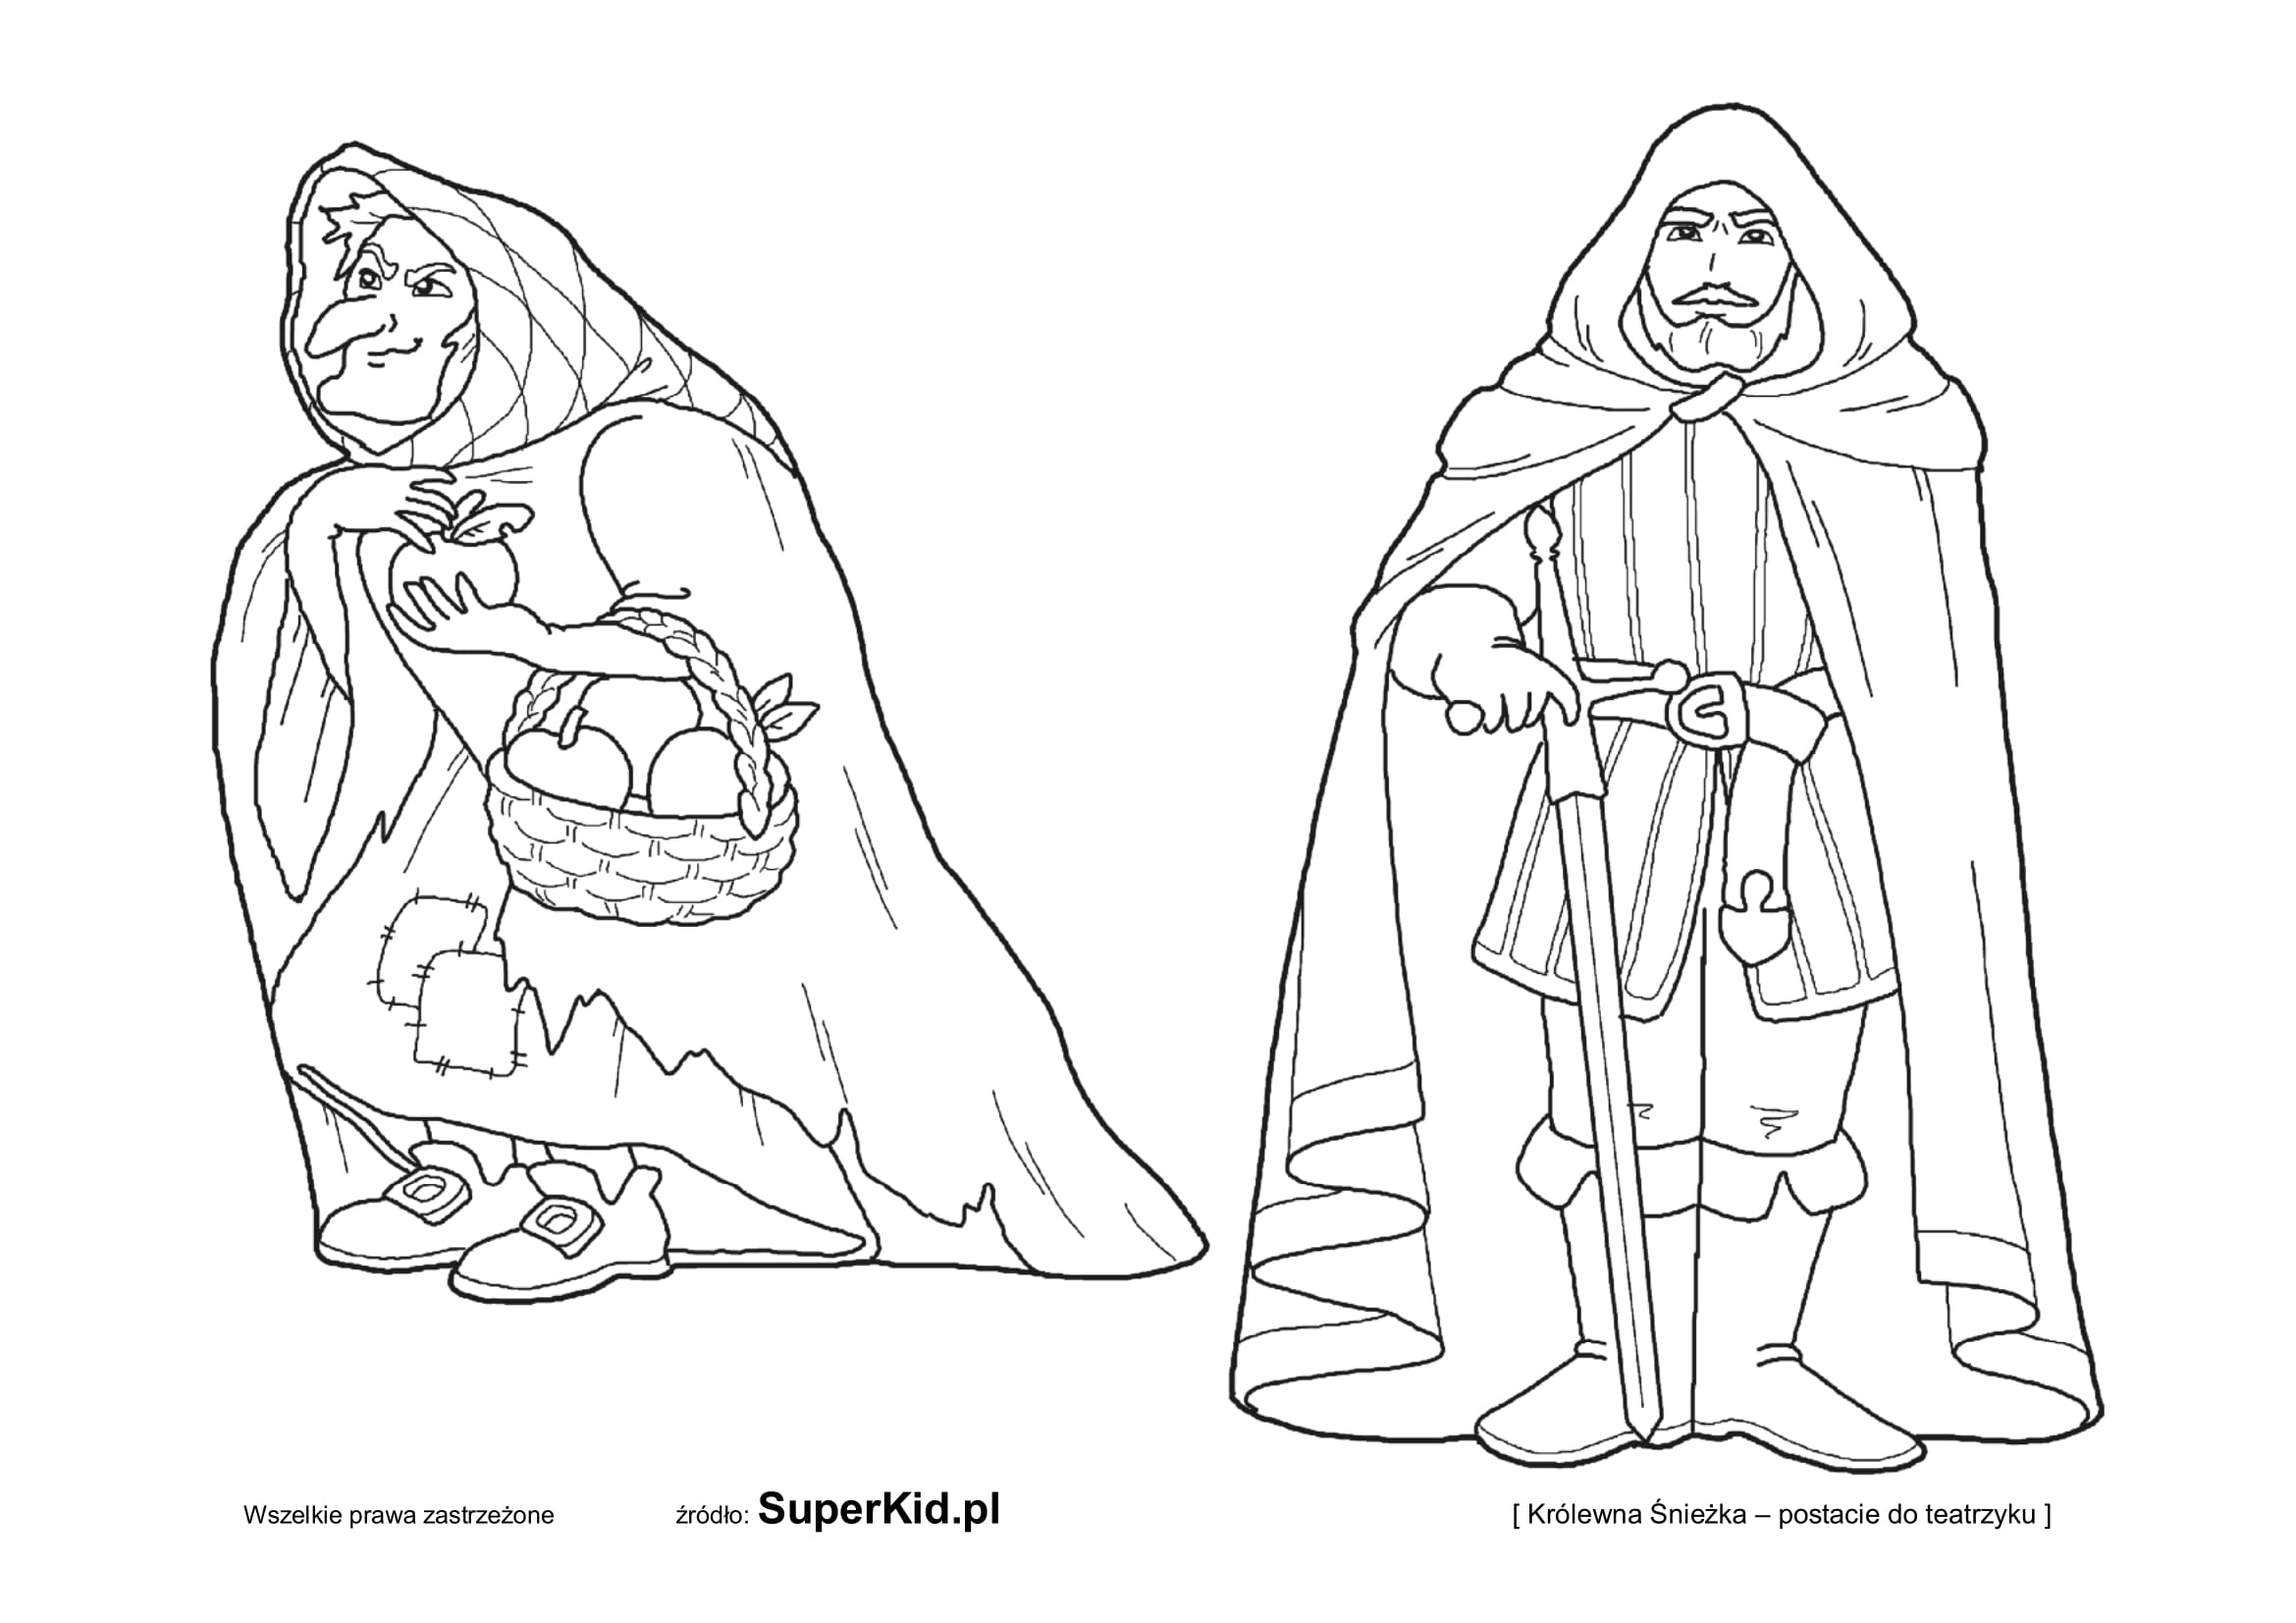 Wszelkie prawa zastrzeżone źródło: SuperKid.pl [ Królewna Śnieżka – postacie do teatrzyku ]